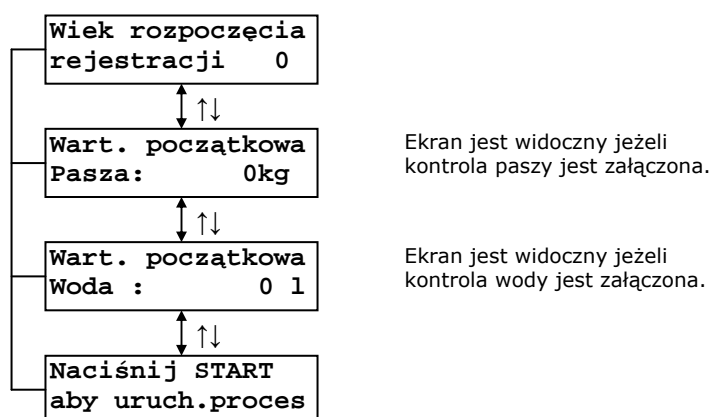 Wiek rozpoczęcia
rejestracji 0
↑↓
Wart. początkowa
Pasza: 0kg
Ekran jest widoczny jeżeli
kontrola paszy jest załączona.
↑↓
Wart. początkowa
Woda : 0 l
Ekran jest widoczny jeżeli
kontrola wody jest załączona.
↑↓
Naciśnij START
aby uruch.proces